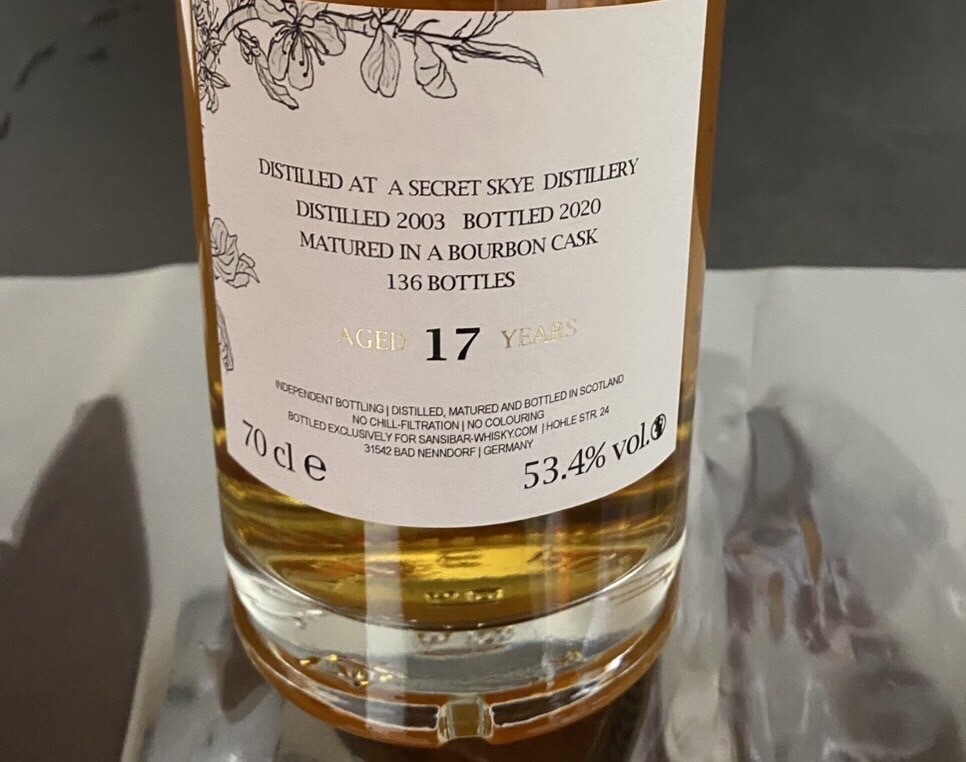 DISTILLED AT A SECRET SKYE DISTILLERY
DISTILLED 2003 BOTTLED 2020
MATURED IN A BOURBON CASK
136 BOTTLES
AGED 17 YEARS
INDEPENDENT BOTTLING | DISTILLED, MATURED AND BOTTLED IN SCOTLAND
NO CHILL-FILTRATION | NO COLOURING
BOTTLED EXCLUSIVELY FOR SANSIBAR-WHISKY.COM | HOHLE STR. 24
31542 BAD NENNDORF | GERMANY
70 cl e
53.4% vol.